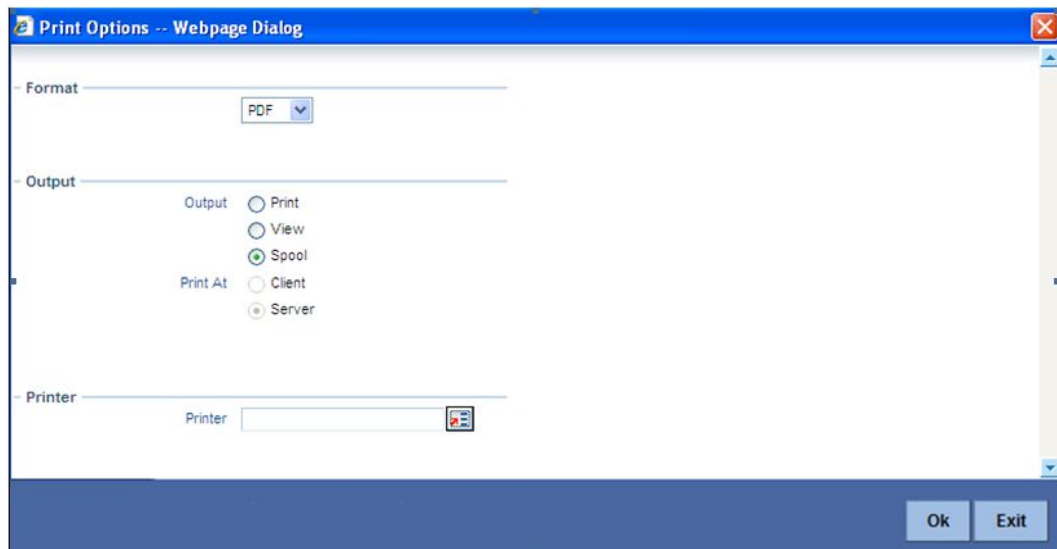 Print Options -- Webpage Dialog
Format
PDF
Output
Output Print
View
Spool
Print At Client
Server
Printer
Printer
Ok Exit